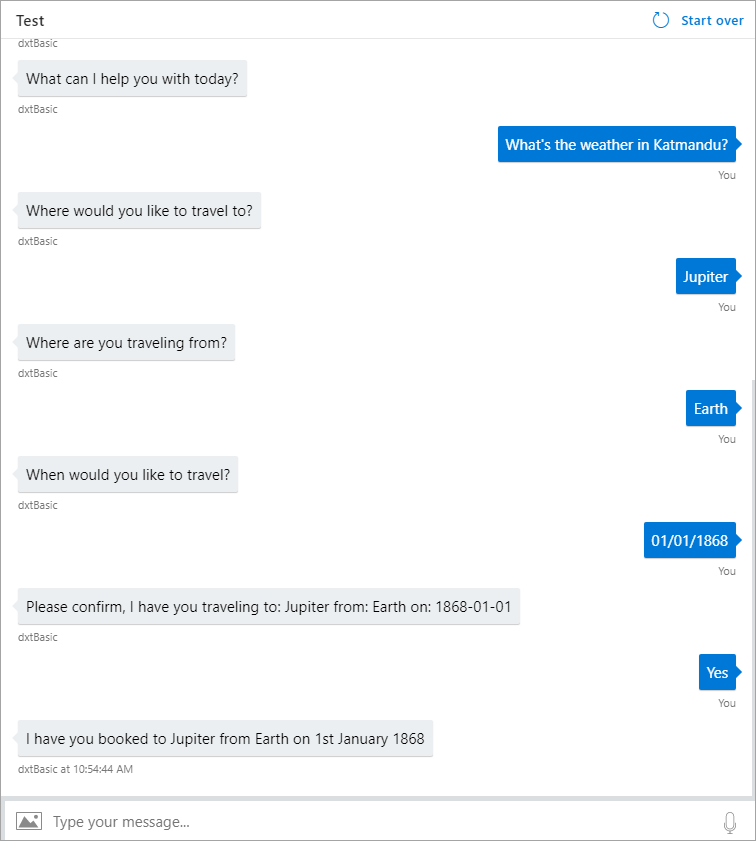 Test
Start over
dxtBasic
What can I help you with today?
dxtBasic
What's the weather in Katmandu?
You
Where would you like to travel to?
dxtBasic
Jupiter
You
Where are you traveling from?
dxtBasic
Earth
You
When would you like to travel?
dxtBasic
01/01/1868
You
Please confirm, I have you traveling to: Jupiter from: Earth on: 1868-01-01
dxtBasic
Yes
You
I have you booked to Jupiter from Earth on 1st January 1868
dxtBasic at 10:54:44 AM
Type your message...